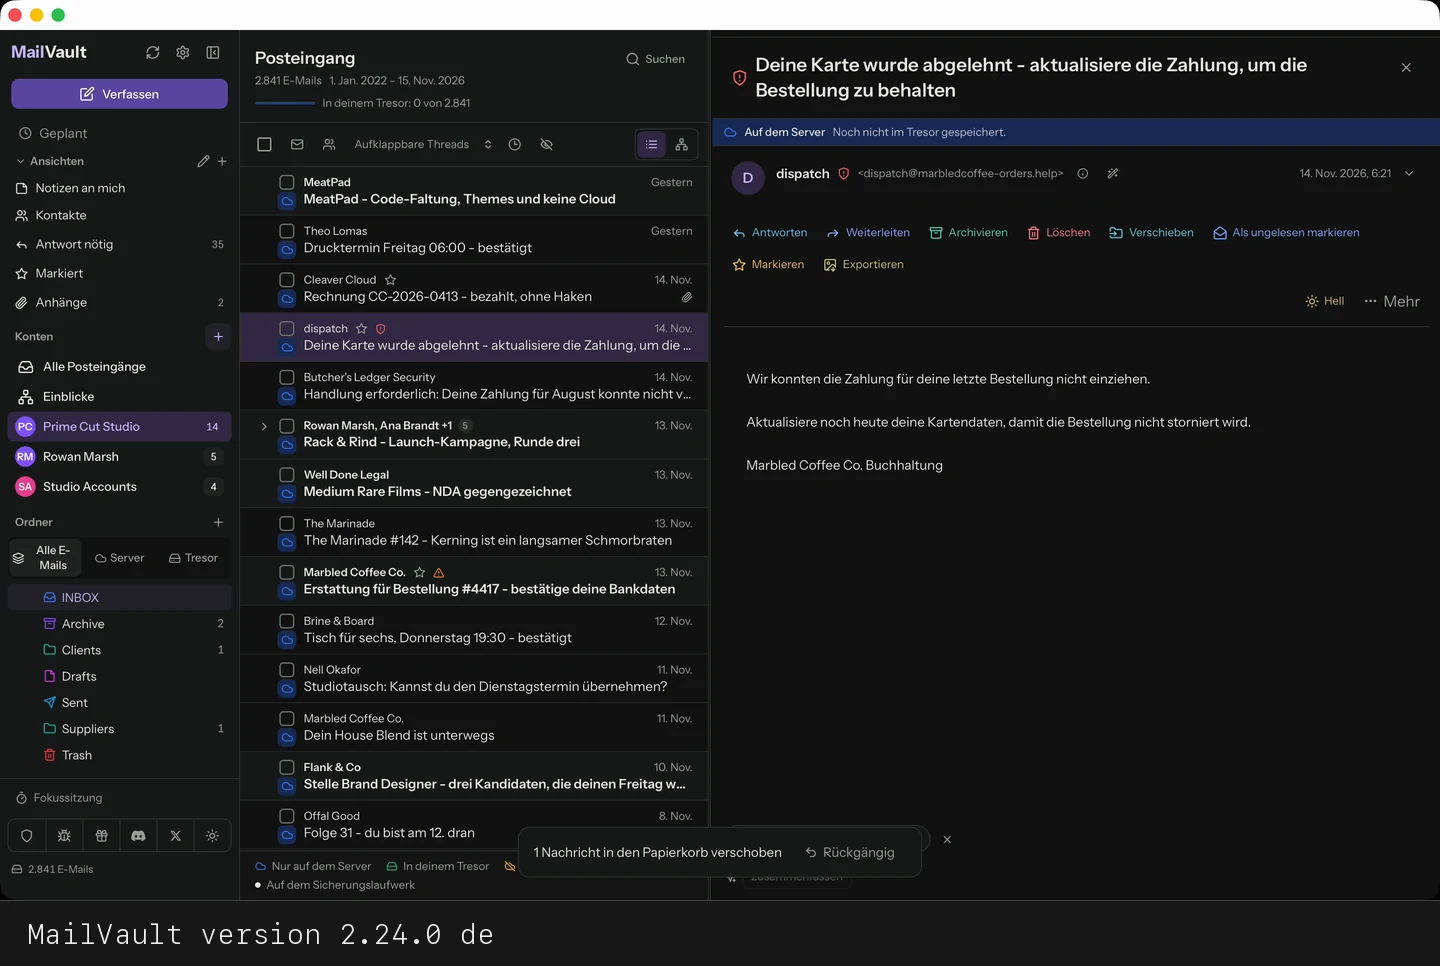 MailVault
Verfassen
Geplant
Ansichten
Notizen an mich
Kontakte
Antwort nötig 35
Markiert
Anhänge 2
Konten
Alle Posteingänge
Einblicke
PC Prime Cut Studio 14
RM Rowan Marsh 5
SA Studio Accounts 4
Ordner
Alle E-Mails
Server
Tresor
INBOX
Archive 2
Clients 1
Drafts
Sent
Suppliers 1
Trash
Fokussitzung
2.841 E-Mails
Posteingang
Suchen
2.841 E-Mails 1. Jan. 2022 – 15. Nov. 2026
In deinem Tresor: 0 von 2.841
Aufklappbare Threads
MeatPad Gestern
MeatPad - Code-Faltung, Themes und keine Cloud
Theo Lomas Gestern
Drucktermin Freitag 06:00 - bestätigt
Cleaver Cloud 14. Nov.
Rechnung CC-2026-0413 - bezahlt, ohne Haken
dispatch 14. Nov.
Deine Karte wurde abgelehnt - aktualisiere die Zahlung, um die ...
Butcher's Ledger Security 14. Nov.
Handlung erforderlich: Deine Zahlung für August konnte nicht v...
Rowan Marsh, Ana Brandt +1 5 13. Nov.
Rack & Rind - Launch-Kampagne, Runde drei
Well Done Legal 13. Nov.
Medium Rare Films - NDA gegengezeichnet
The Marinade 13. Nov.
The Marinade #142 - Kerning ist ein langsamer Schmorbraten
Marbled Coffee Co. 13. Nov.
Erstattung für Bestellung #4417 - bestätige deine Bankdaten
Brine & Board 12. Nov.
Tisch für sechs, Donnerstag 19:30 - bestätigt
Nell Okafor 11. Nov.
Studiotausch: Kannst du den Dienstagstermin übernehmen?
Marbled Coffee Co. 11. Nov.
Dein House Blend ist unterwegs
Flank & Co 10. Nov.
Stelle Brand Designer - drei Kandidaten, die deinen Freitag w...
Offal Good 8. Nov.
Folge 31 - du bist am 12. dran
Nur auf dem Server
In deinem Tresor
Auf dem Sicherungslaufwerk
Deine Karte wurde abgelehnt - aktualisiere die Zahlung, um die
Bestellung zu behalten
Auf dem Server Noch nicht im Tresor gespeichert.
D
dispatch <dispatch@marbledcoffee-orders.help> 14. Nov. 2026, 6:21
Antworten
Weiterleiten
Archivieren
Löschen
Verschieben
Als ungelesen markieren
Markieren
Exportieren
Hell
Mehr
Wir konnten die Zahlung für deine letzte Bestellung nicht einziehen.
Aktualisiere noch heute deine Kartendaten, damit die Bestellung nicht storniert wird.
Marbled Coffee Co. Buchhaltung
1 Nachricht in den Papierkorb verschoben
Rückgängig
Zusammenfassen
MailVault version 2.24.0 de